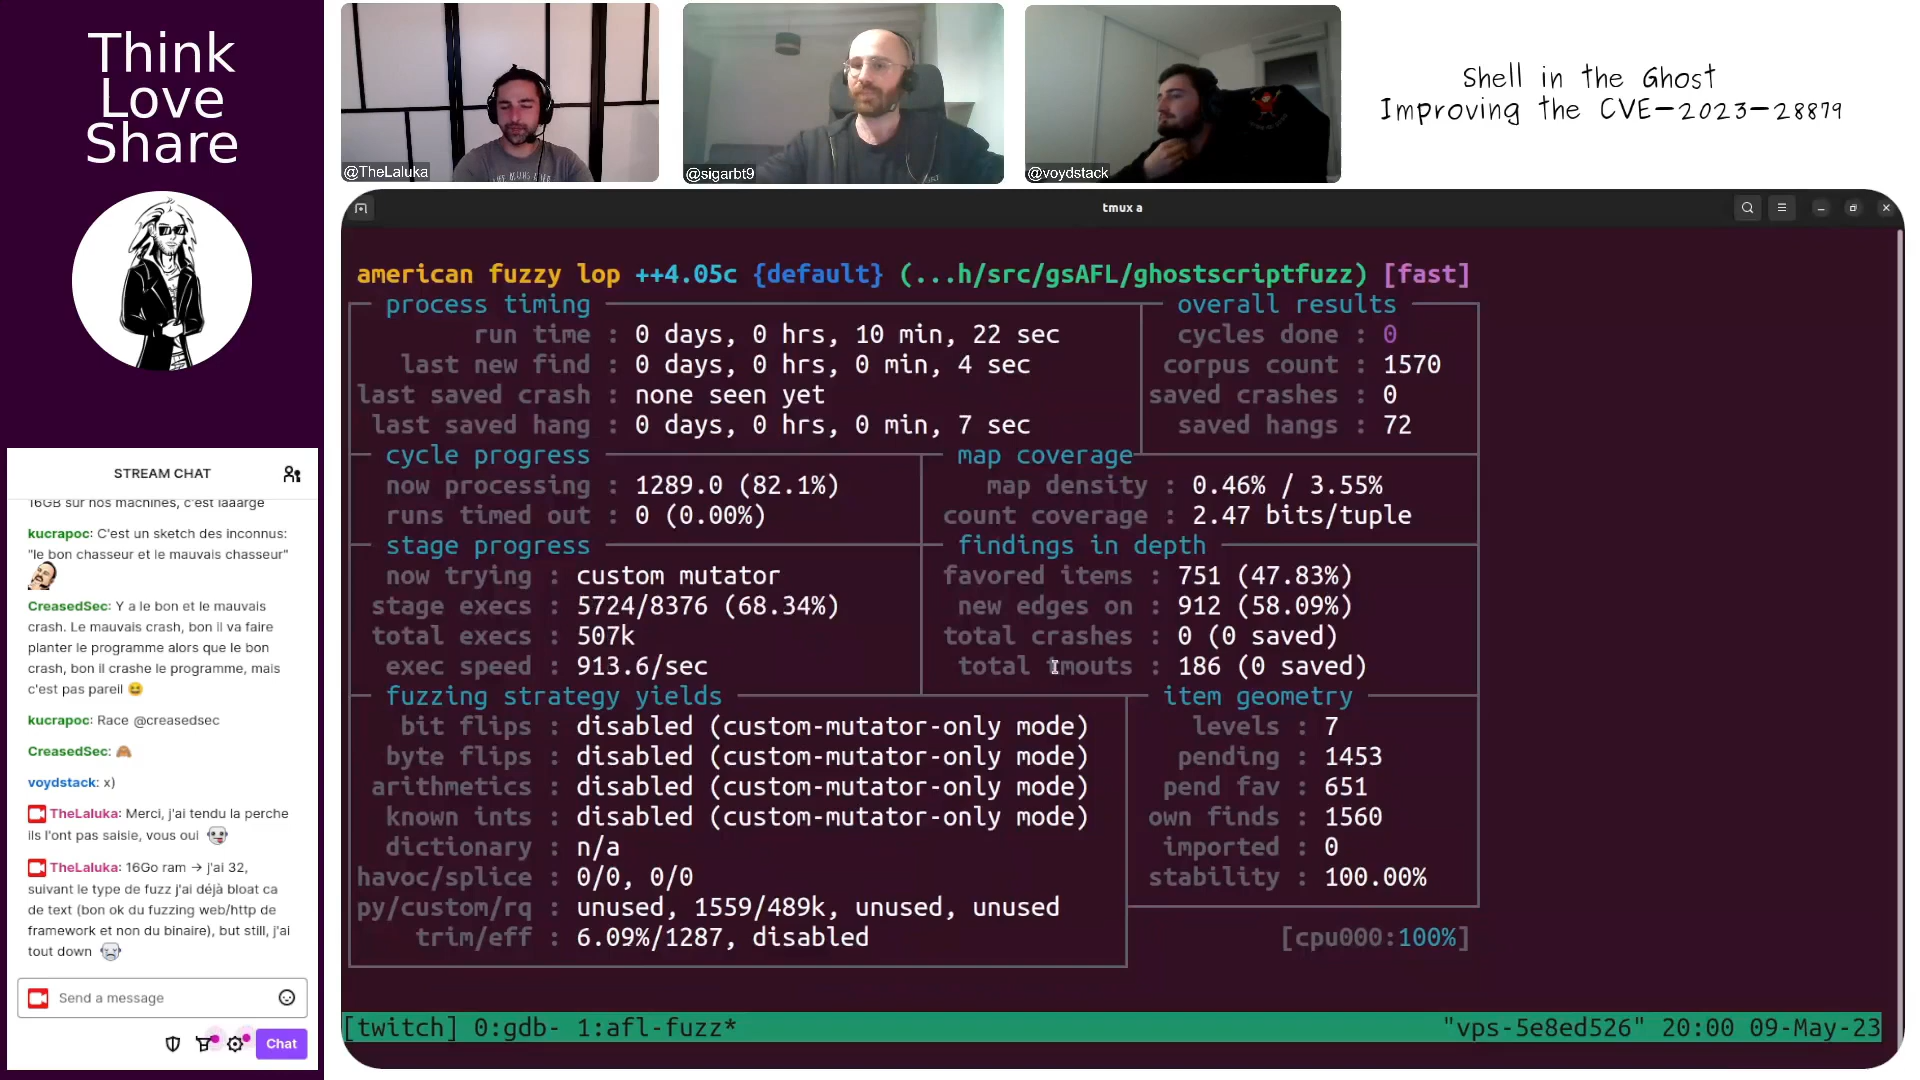 Think
Love
Share
@TheLaluka
@sigarbt9
@voydstack
Shell in the Ghost
Improving the CVE-2023-28879
tmux a
american fuzzy lop ++4.05c {default} (...h/src/gsAFL/ghostscriptfuzz) [fast]
process timing
run time : 0 days, 0 hrs, 10 min, 22 sec
last new find : 0 days, 0 hrs, 0 min, 4 sec
last saved crash : none seen yet
last saved hang : 0 days, 0 hrs, 0 min, 7 sec
overall results
cycles done : 0
corpus count : 1570
saved crashes : 0
saved hangs : 72
cycle progress
now processing : 1289.0 (82.1%)
runs timed out : 0 (0.00%)
map coverage
map density : 0.46% / 3.55%
count coverage : 2.47 bits/tuple
stage progress
now trying : custom mutator
stage execs : 5724/8376 (68.34%)
total execs : 507k
exec speed : 913.6/sec
findings in depth
favored items : 751 (47.83%)
new edges on : 912 (58.09%)
total crashes : 0 (0 saved)
total tmouts : 186 (0 saved)
fuzzing strategy yields
bit flips : disabled (custom-mutator-only mode)
byte flips : disabled (custom-mutator-only mode)
arithmetics : disabled (custom-mutator-only mode)
known ints : disabled (custom-mutator-only mode)
dictionary : n/a
havoc/splice : 0/0, 0/0
py/custom/rq : unused, 1559/489k, unused, unused
trim/eff : 6.09%/1287, disabled
item geometry
levels : 7
pending : 1453
pend fav : 651
own finds : 1560
imported : 0
stability : 100.00%
[cpu000:100%]
[twitch] 0:gdb- 1:afl-fuzz* "vps-5e8ed526" 20:00 09-May-23
STREAM CHAT
16GB sur nos machines, c'est laaarge
kucrapoc: C'est un sketch des inconnus:
"le bon chasseur et le mauvais chasseur"
CreasedSec: Y a le bon et le mauvais
crash. Le mauvais crash, bon il va faire
planter le programme alors que le bon
crash, bon il crashe le programme, mais
c'est pas pareil 😆
kucrapoc: Race @creasedsec
CreasedSec: 🙈
voydstack: x)
TheLaluka: Merci, j'ai tendu la perche
ils l'ont pas saisie, vous oui
TheLaluka: 16Go ram → j'ai 32,
suivant le type de fuzz j'ai déjà bloat ca
de text (bon ok du fuzzing web/http de
framework et non du binaire), but still, j'ai
tout down
Send a message
Chat